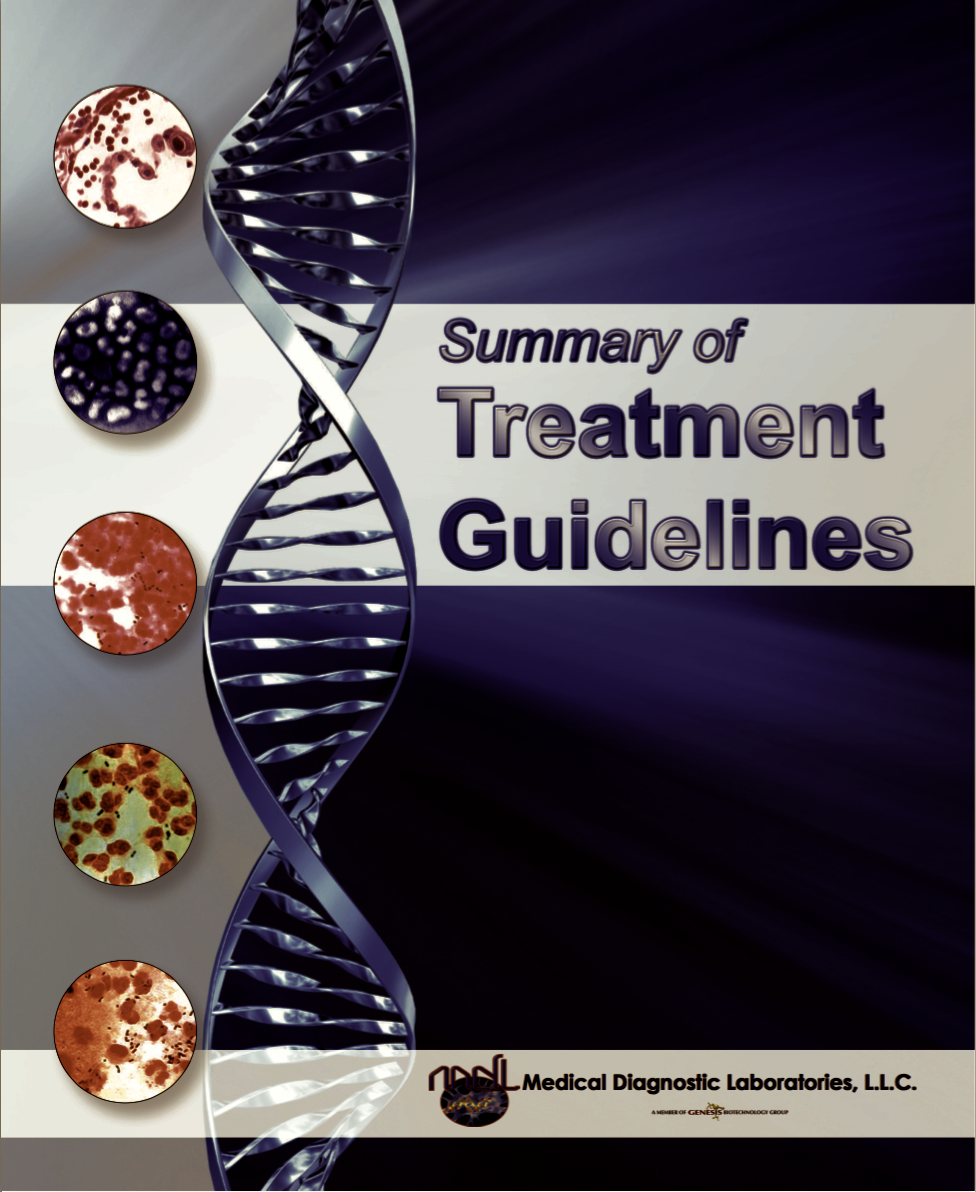 Summary of
Treatment
Guidelines
Medical Diagnostic Laboratories, L.L.C.
A MEMBER OF GENESIS BIOTECHNOLOGY GROUP